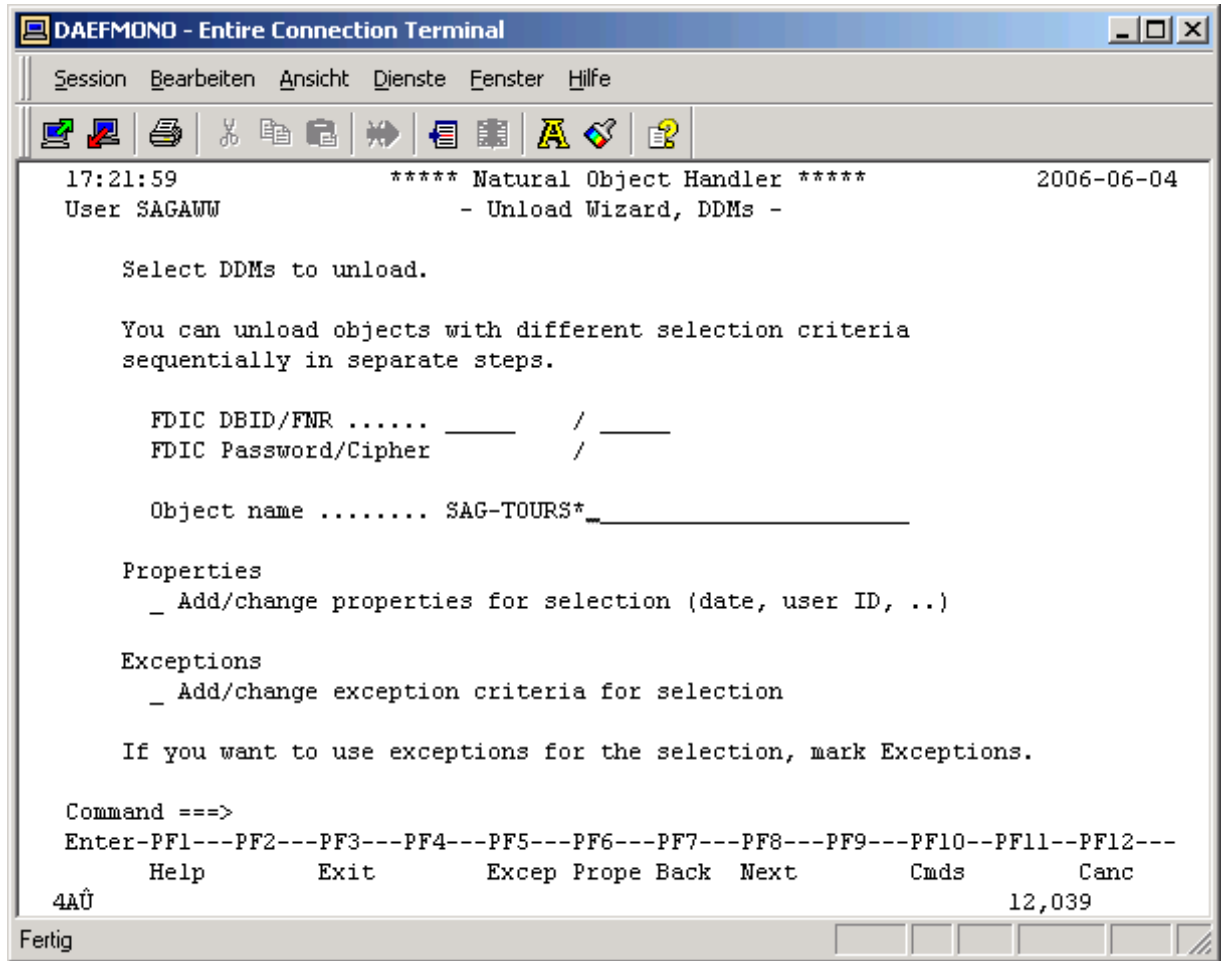 DAEFMONO - Entire Connection Terminal
Session Bearbeiten Ansicht Dienste Fenster Hilfe
17:21:59 ***** Natural Object Handler ***** 2006-06-04
User SAGAWW - Unload Wizard, DDMs -
Select DDMs to unload.
You can unload objects with different selection criteria
sequentially in separate steps.
FDIC DBID/FNR ...... _____ / _____
FDIC Password/Cipher /
Object name ........ SAG-TOURS*_______________________
Properties
_ Add/change properties for selection (date, user ID, ..)
Exceptions
_ Add/change exception criteria for selection
If you want to use exceptions for the selection, mark Exceptions.
Command ===>
Enter-PF1---PF2---PF3---PF4---PF5---PF6---PF7---PF8---PF9---PF10--PF11--PF12---
Help Exit Excep Prope Back Next Cmds Canc
4AÛ 12,039
Fertig